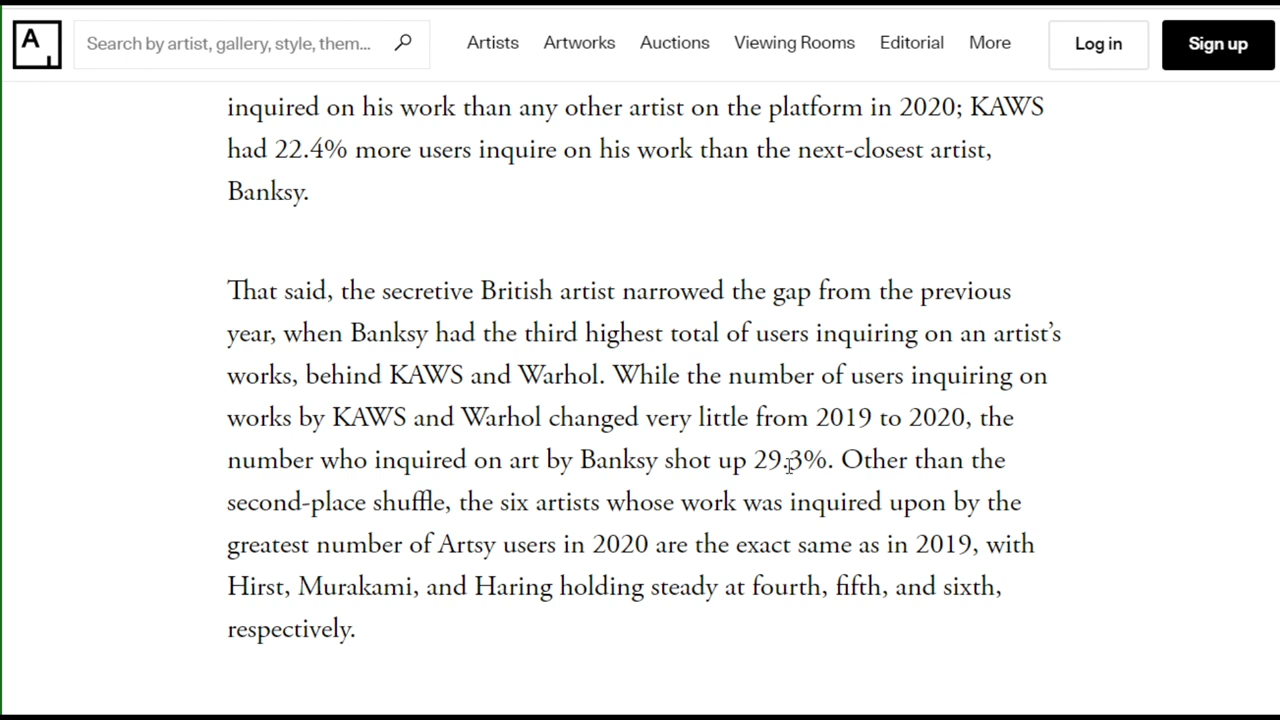 A
Search by artist, gallery, style, them...
Artists
Artworks
Auctions
Viewing Rooms
Editorial
More
Log in
Sign up
inquired on his work than any other artist on the platform in 2020; KAWS
had 22.4% more users inquire on his work than the next-closest artist,
Banksy.
That said, the secretive British artist narrowed the gap from the previous
year, when Banksy had the third highest total of users inquiring on an artist’s
works, behind KAWS and Warhol. While the number of users inquiring on
works by KAWS and Warhol changed very little from 2019 to 2020, the
number who inquired on art by Banksy shot up 29.3%. Other than the
second-place shuffle, the six artists whose work was inquired upon by the
greatest number of Artsy users in 2020 are the exact same as in 2019, with
Hirst, Murakami, and Haring holding steady at fourth, fifth, and sixth,
respectively.